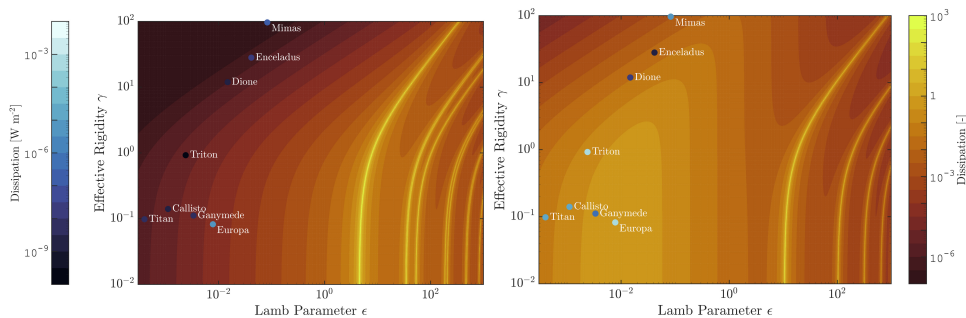 Dissipation [W m⁻²]
10⁻³
10⁻⁶
10⁻⁹
Effective Rigidity γ
10²
10¹
10⁰
10⁻¹
10⁻²
Mimas
Enceladus
Dione
Triton
Callisto
Titan
Ganymede
Europa
10⁻²
10⁰
10²
Lamb Parameter ϵ
Effective Rigidity γ
10²
10¹
10⁰
10⁻¹
10⁻²
Mimas
Enceladus
Dione
Triton
Callisto
Titan
Ganymede
Europa
10⁻²
10⁰
10²
Lamb Parameter ϵ
10³
1
10⁻³
10⁻⁶
Dissipation [-]